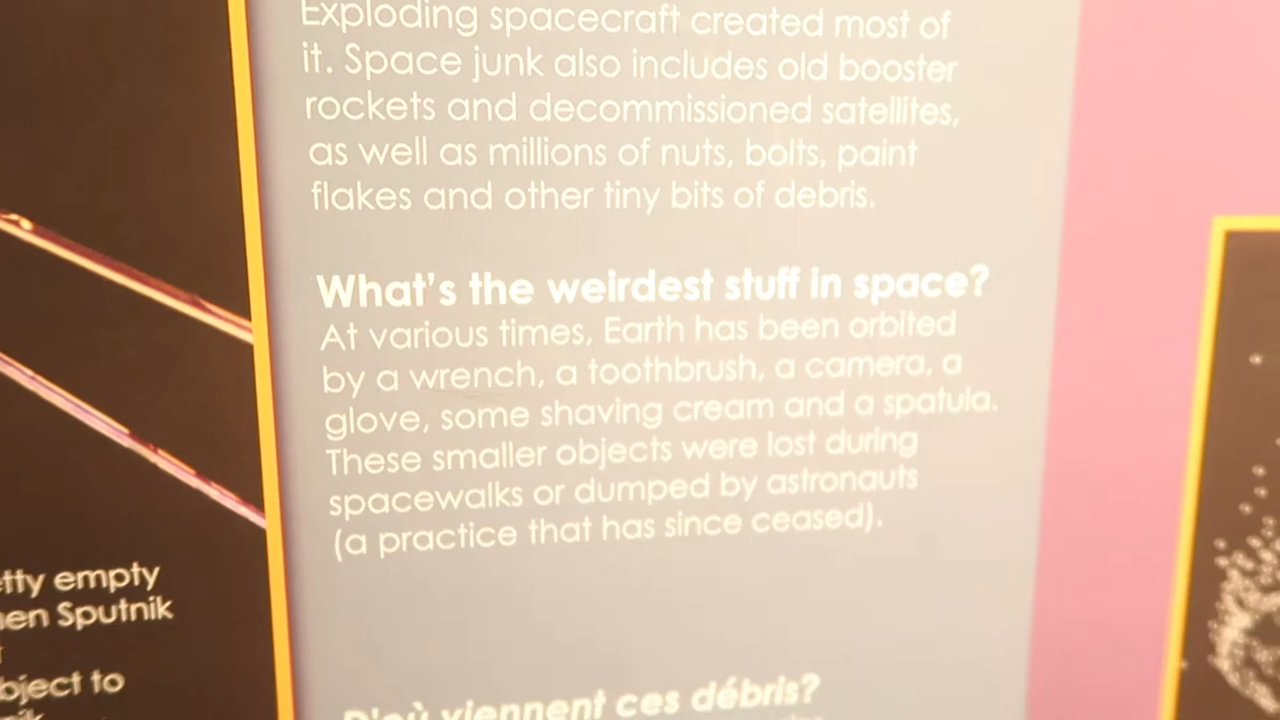 Exploding spacecraft created most of
it. Space junk also includes old booster
rockets and decommissioned satellites,
as well as millions of nuts, bolts, paint
flakes and other tiny bits of debris.
What's the weirdest stuff in space?
At various times, Earth has been orbited
by a wrench, a toothbrush, a camera, a
glove, some shaving cream and a spatula.
These smaller objects were lost during
spacewalks or dumped by astronauts
(a practice that has since ceased).
D'où viennent ces débris?
empty
Sputnik
to